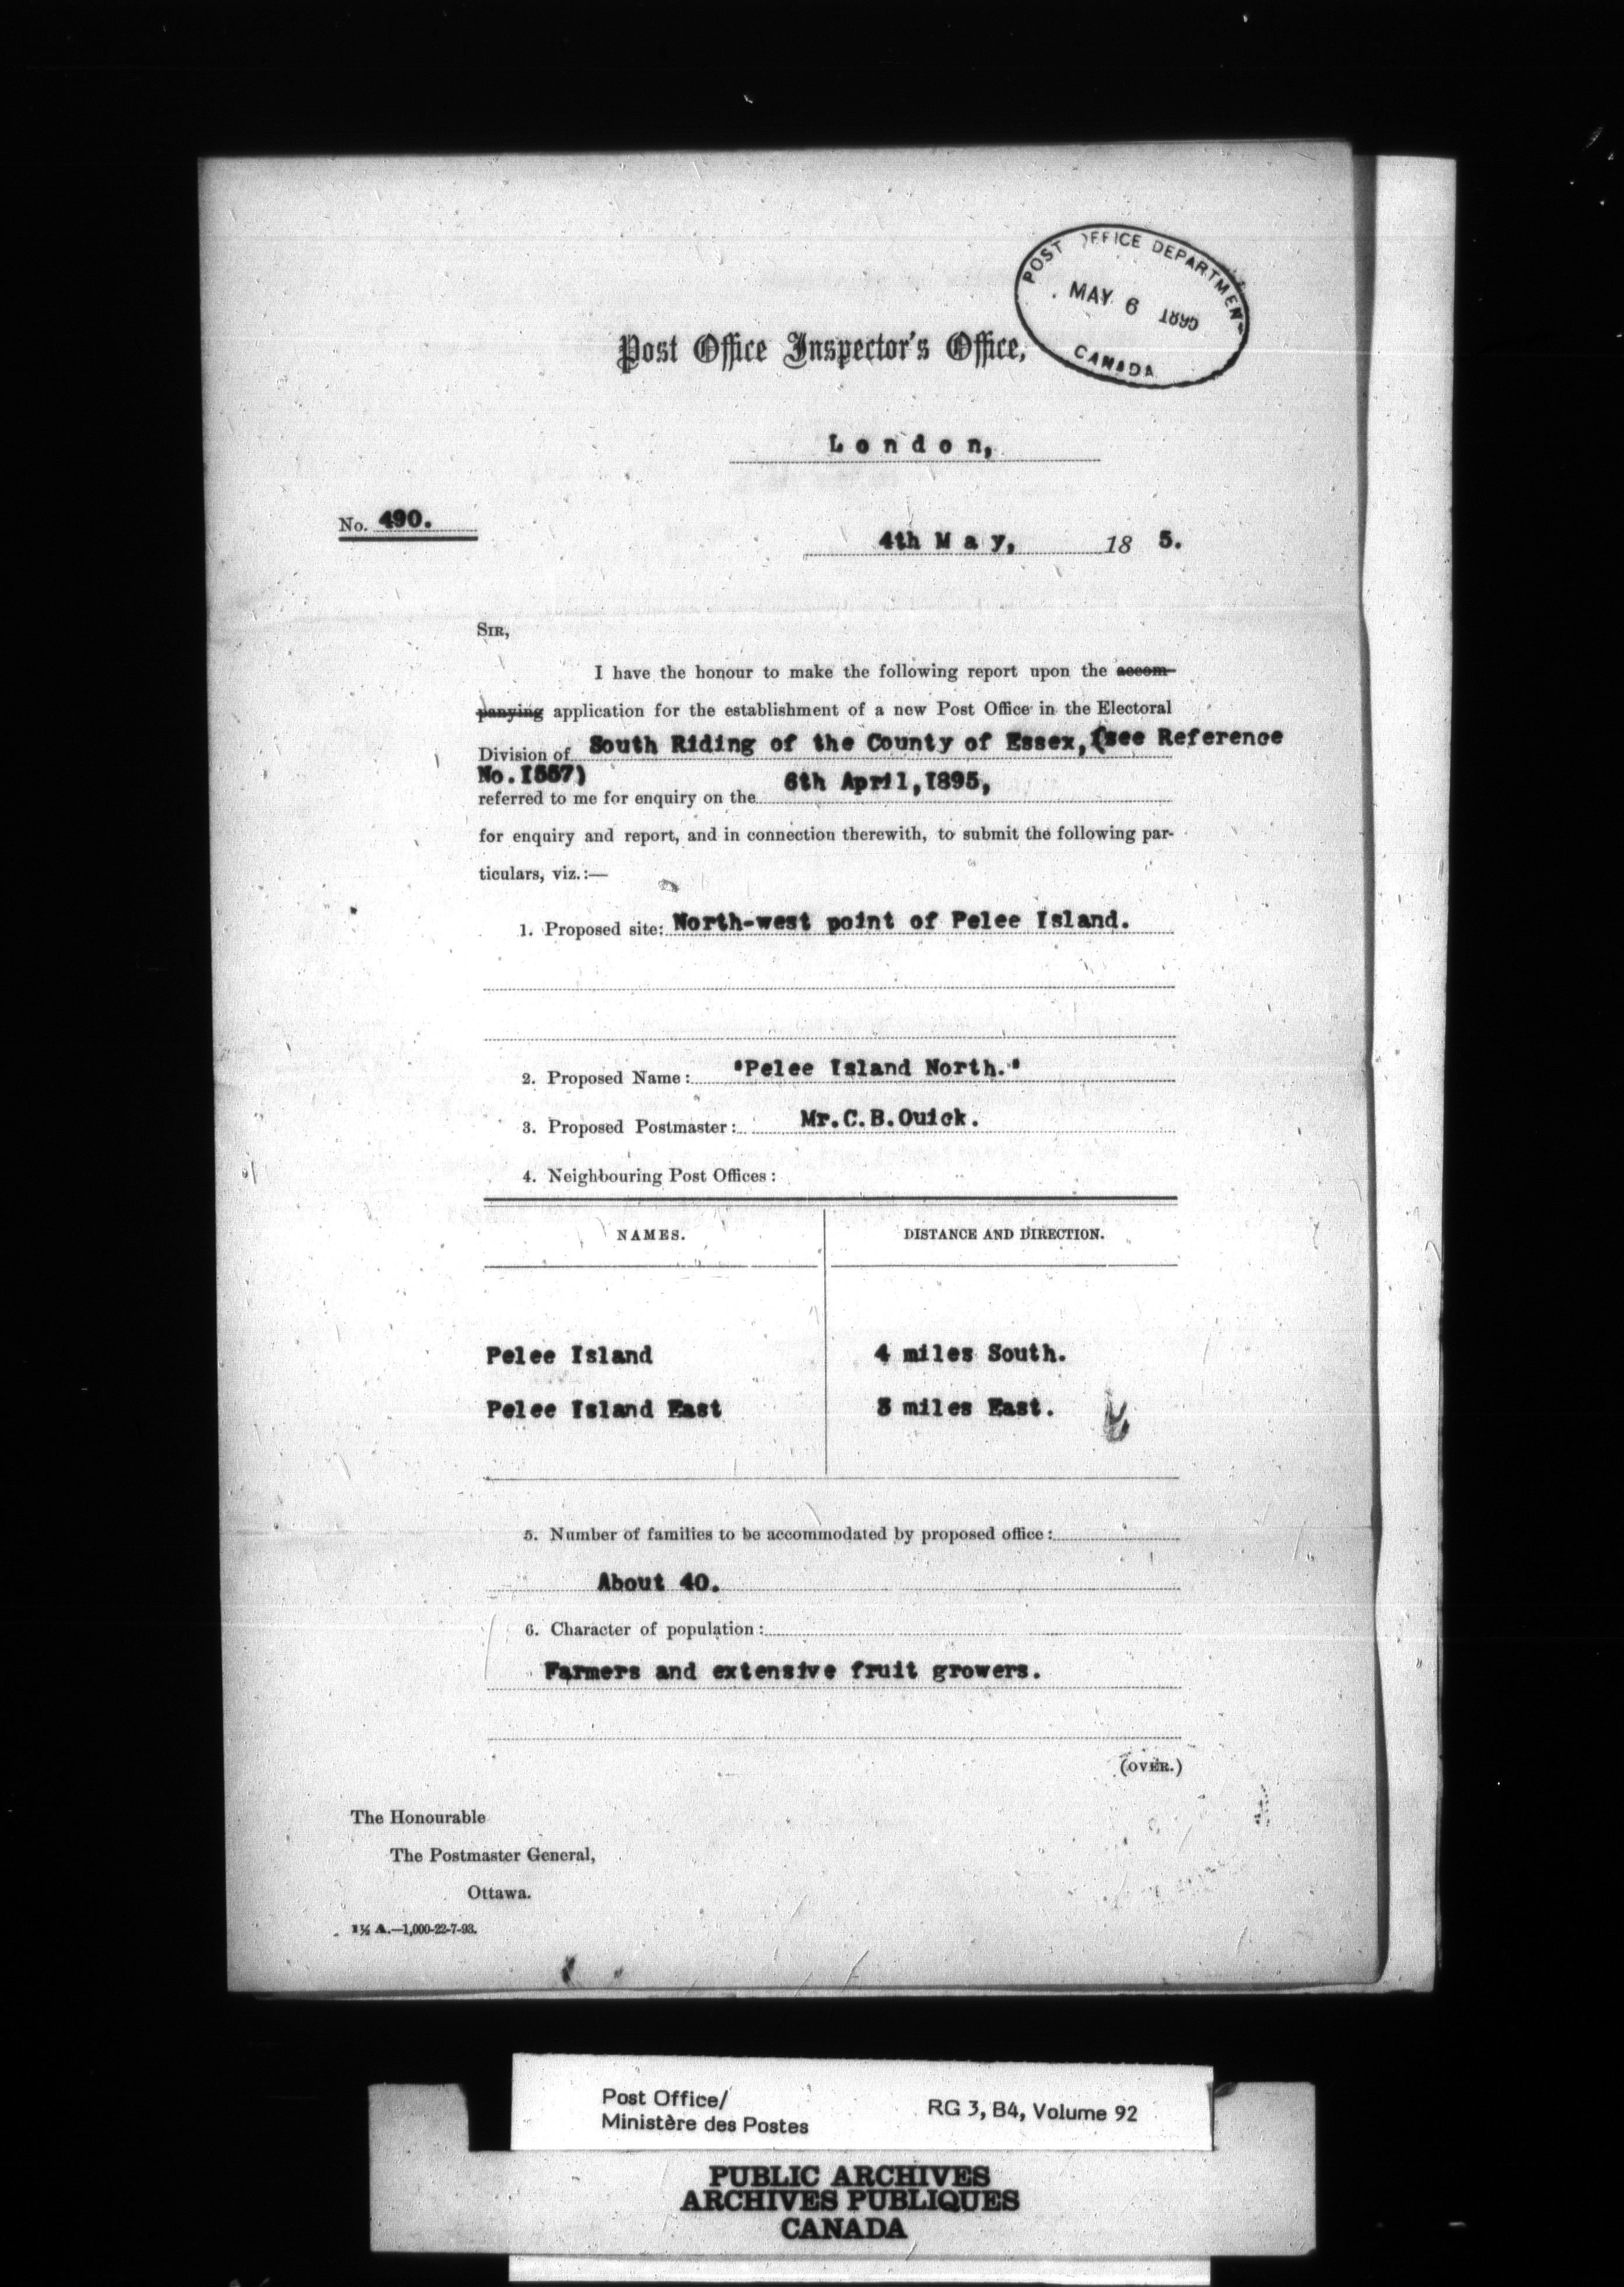 POST OFFICE DEPARTMENT
MAY 6 1895
CANADA
Post Office Inspector's Office,
London,
No. 490.
4th May, 18 5.
SIR,
I have the honour to make the following report upon the accom-
panying application for the establishment of a new Post Office in the Electoral
Division of South Riding of the County of Essex, (see Reference
No.I557)
referred to me for enquiry on the 6th April, I895,
for enquiry and report, and in connection therewith, to submit the following par-
ticulars, viz.:—
1. Proposed site: North-west point of Pelee Island.
2. Proposed Name: "Pelee Island North."
3. Proposed Postmaster: Mr.C.B.Quick.
4. Neighbouring Post Offices:
NAMES. DISTANCE AND DIRECTION.
Pelee Island 4 miles South.
Pelee Island East 3 miles East.
5. Number of families to be accommodated by proposed office:
About 40.
6. Character of population:
Farmers and extensive fruit growers.
(OVER.)
The Honourable
The Postmaster General,
Ottawa.
1½ A.—1,000-22-7-93.
Post Office/
Ministère des Postes
RG 3, B4, Volume 92
PUBLIC ARCHIVES
ARCHIVES PUBLIQUES
CANADA